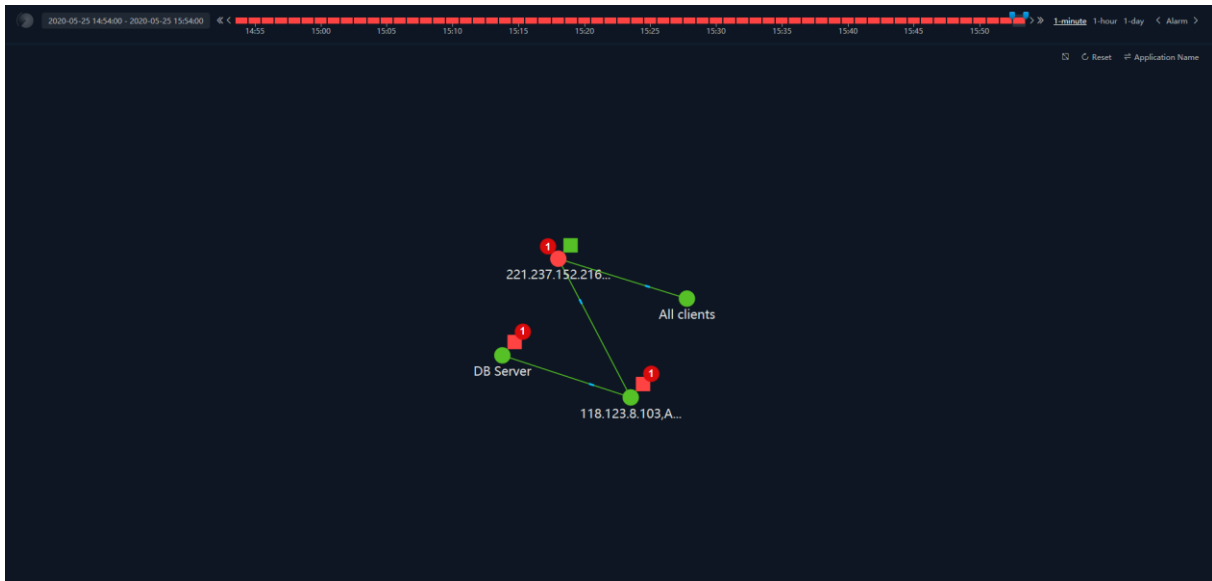 2020-05-25 14:54:00 - 2020-05-25 15:54:00
14:55 15:00 15:05 15:10 15:15 15:20 15:25 15:30 15:35 15:40 15:45 15:50
1-minute 1-hour 1-day < Alarm >
Reset Application Name
1
221.237.152.216...
All clients
1
DB Server
1
118.123.8.103,A...